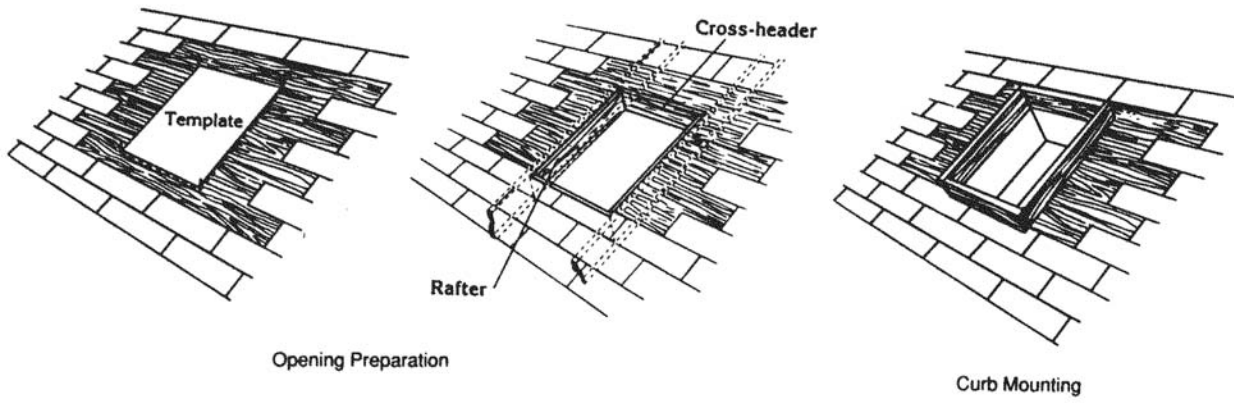 Cross-header
Template
Rafter
Opening Preparation
Curb Mounting